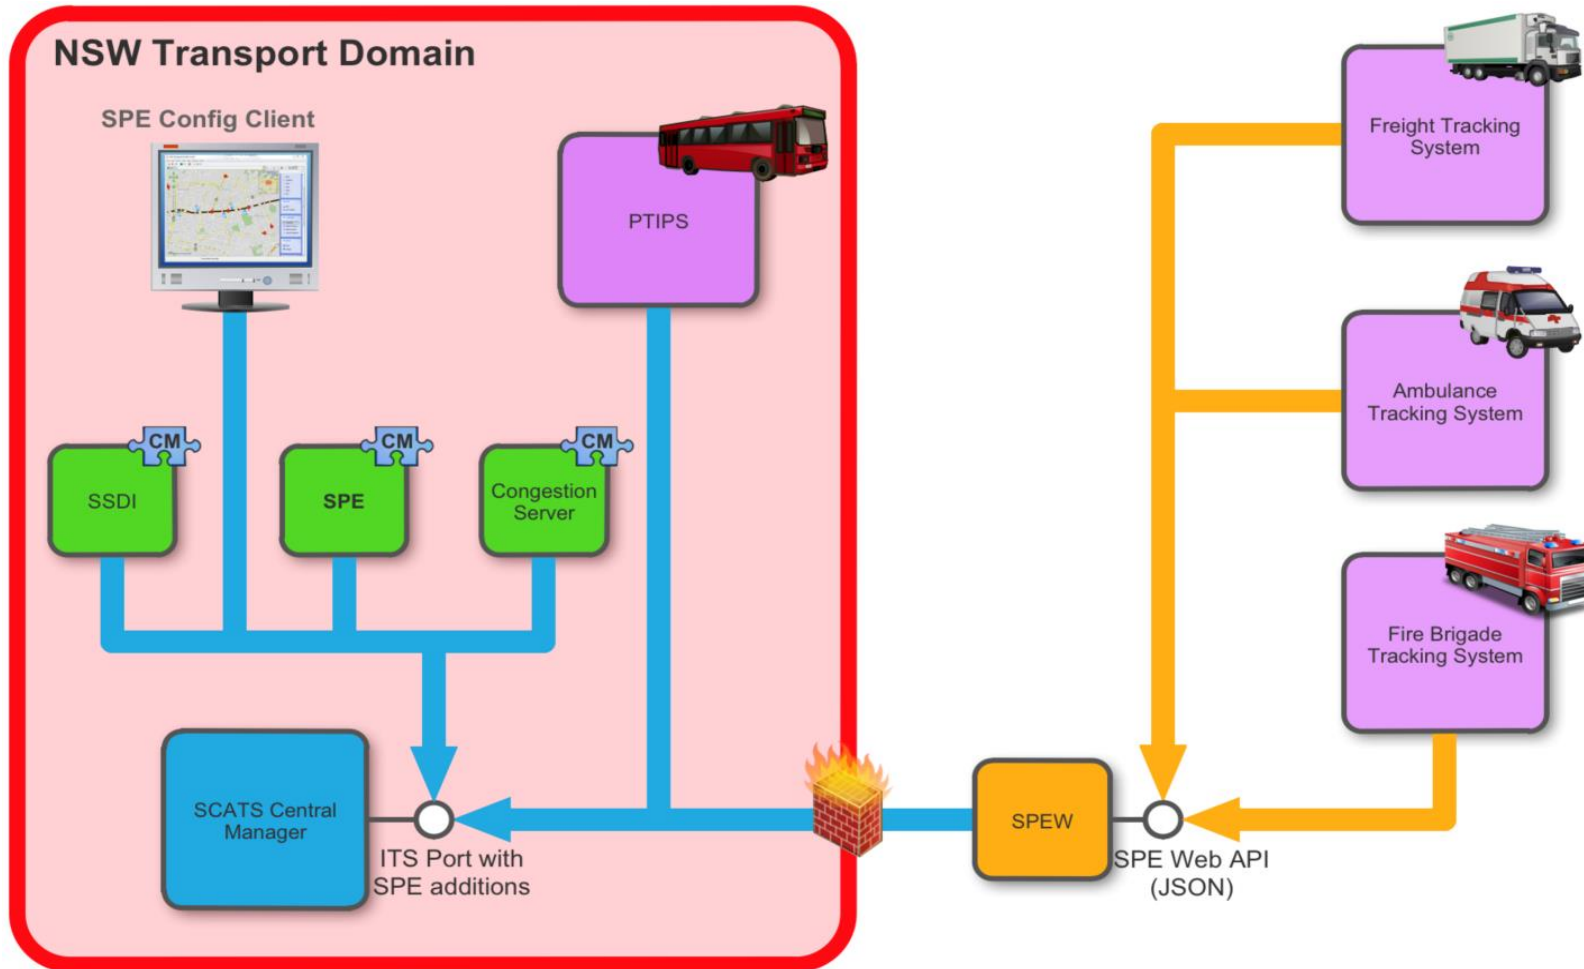 NSW Transport Domain
SPE Config Client
PTIPS
Freight Tracking
System
Ambulance
Tracking System
CM
CM
CM
SSDI
SPE
Congestion
Server
Fire Brigade
Tracking System
SCATS Central
Manager
ITS Port with
SPE additions
SPEW
SPE Web API
(JSON)